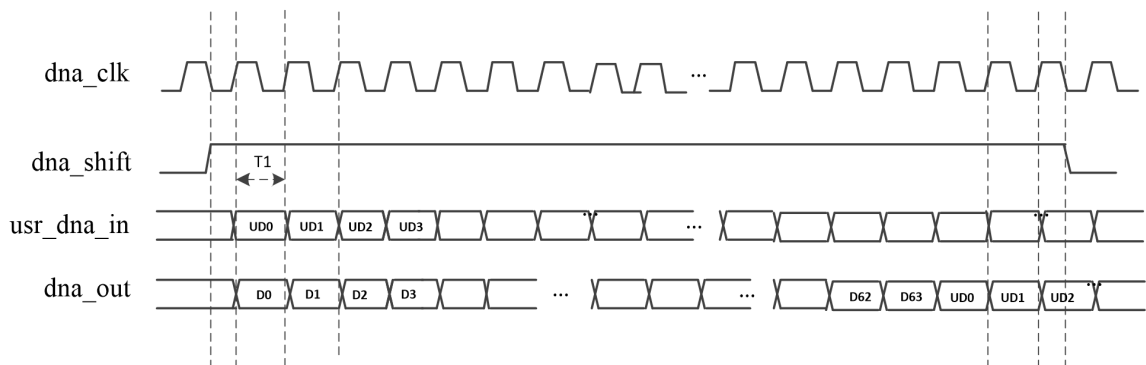 dna_clk ...
dna_shift
T1
usr_dna_in UD0 UD1 UD2 UD3 ... ... ...
dna_out D0 D1 D2 D3 ... ... D62 D63 UD0 UD1 UD2 ...